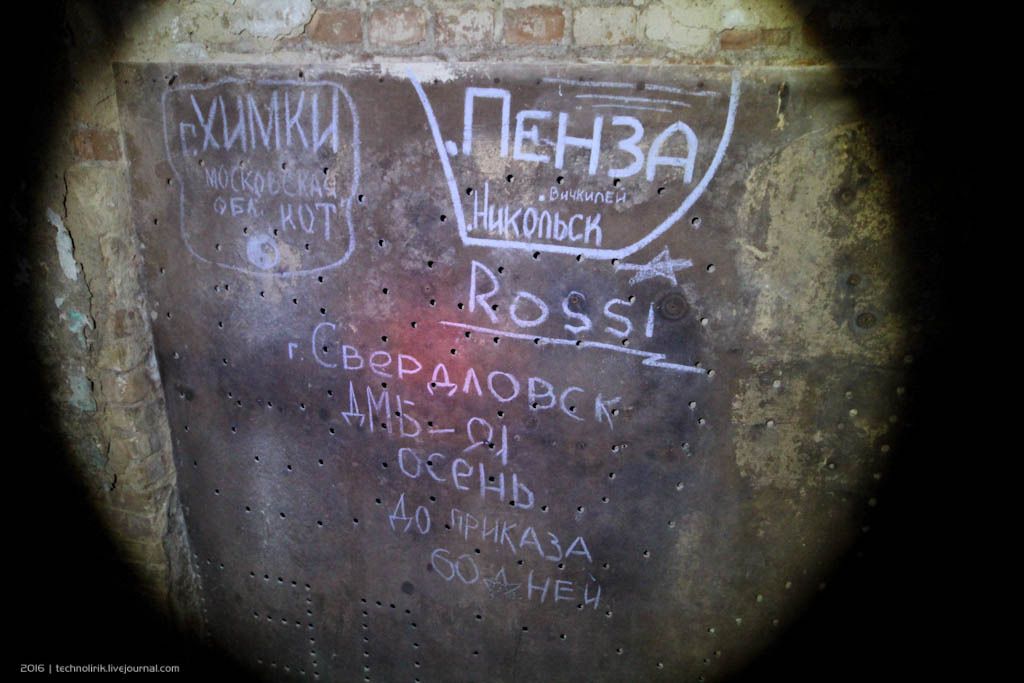 г.ХИМКИ
МОСКОВСКАЯ
ОБЛ. КОТ
.ПЕНЗА
.Вичкилей
.Никольск
Rossi
г. Свердловск
ДМБ-91
осень
ДО ПРИКАЗА
60 ДНЕЙ
2016 | technolirik.livejournal.com